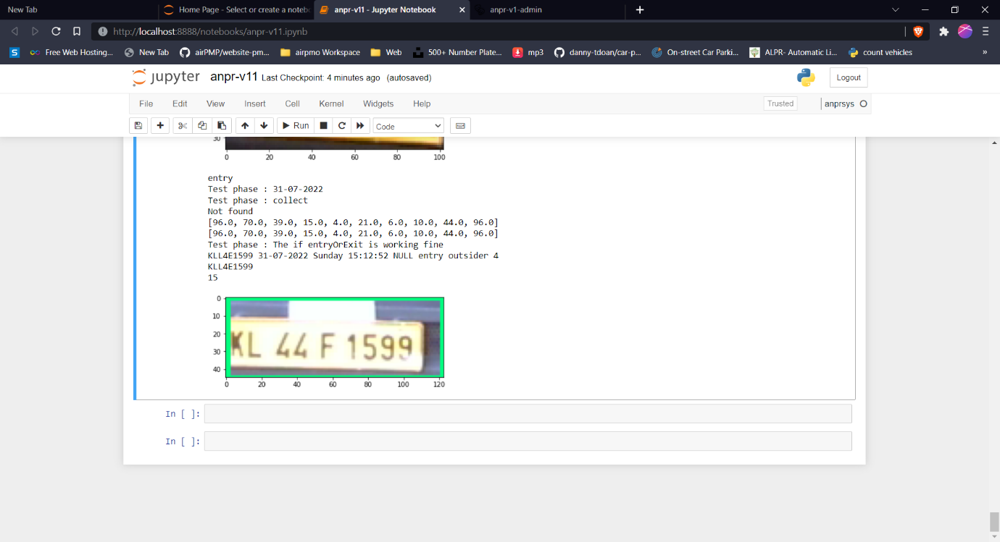 New Tab
Home Page - Select or create a noteb
anpr-v11 - Jupyter Notebook
anpr-v1-admin
http://localhost:8888/notebooks/anpr-v11.ipynb
S Free Web Hosting... New Tab airPMP/website-pm... airpmo Workspace Web 500+ Number Plate... mp3 danny-tdoan/car-p... On-street Car Parki... ALPR- Automatic Li... count vehicles »
jupyter anpr-v11 Last Checkpoint: 4 minutes ago (autosaved) Logout
File Edit View Insert Cell Kernel Widgets Help Trusted anprsys
Run Code
30
0 20 40 60 80 100
entry
Test phase : 31-07-2022
Test phase : collect
Not found
[96.0, 70.0, 39.0, 15.0, 4.0, 21.0, 6.0, 10.0, 44.0, 96.0]
[96.0, 70.0, 39.0, 15.0, 4.0, 21.0, 6.0, 10.0, 44.0, 96.0]
Test phase : The if entryOrExit is working fine
KLL4E1599 31-07-2022 Sunday 15:12:52 NULL entry outsider 4
KLL4E1599
15
0
10
20
30
40
KL 44 F 1599
0 20 40 60 80 100 120
In [ ]:
In [ ]: